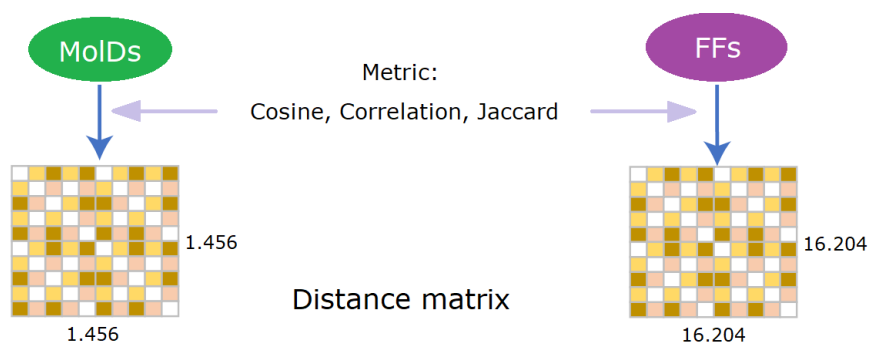 MolDs
FFs
Metric:
Cosine, Correlation, Jaccard
1.456
16.204
Distance matrix
1.456
16.204